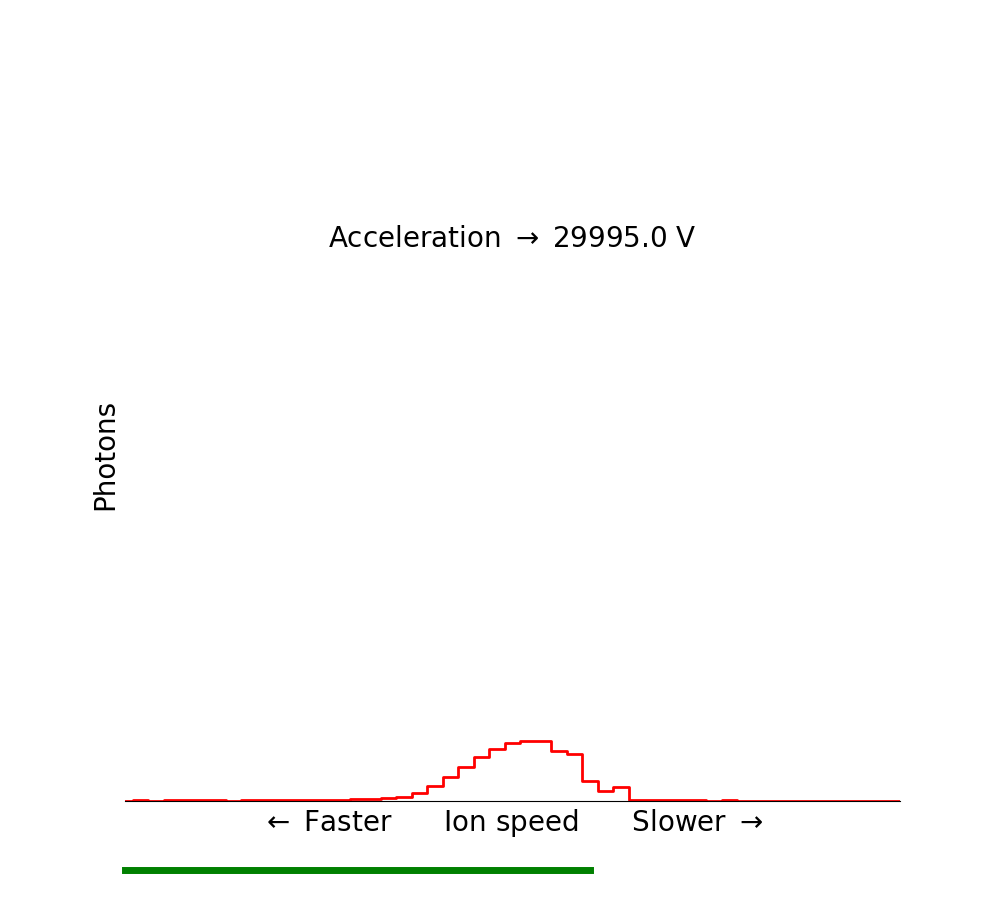 Acceleration → 29995.0 V
Photons
← Faster Ion speed Slower →